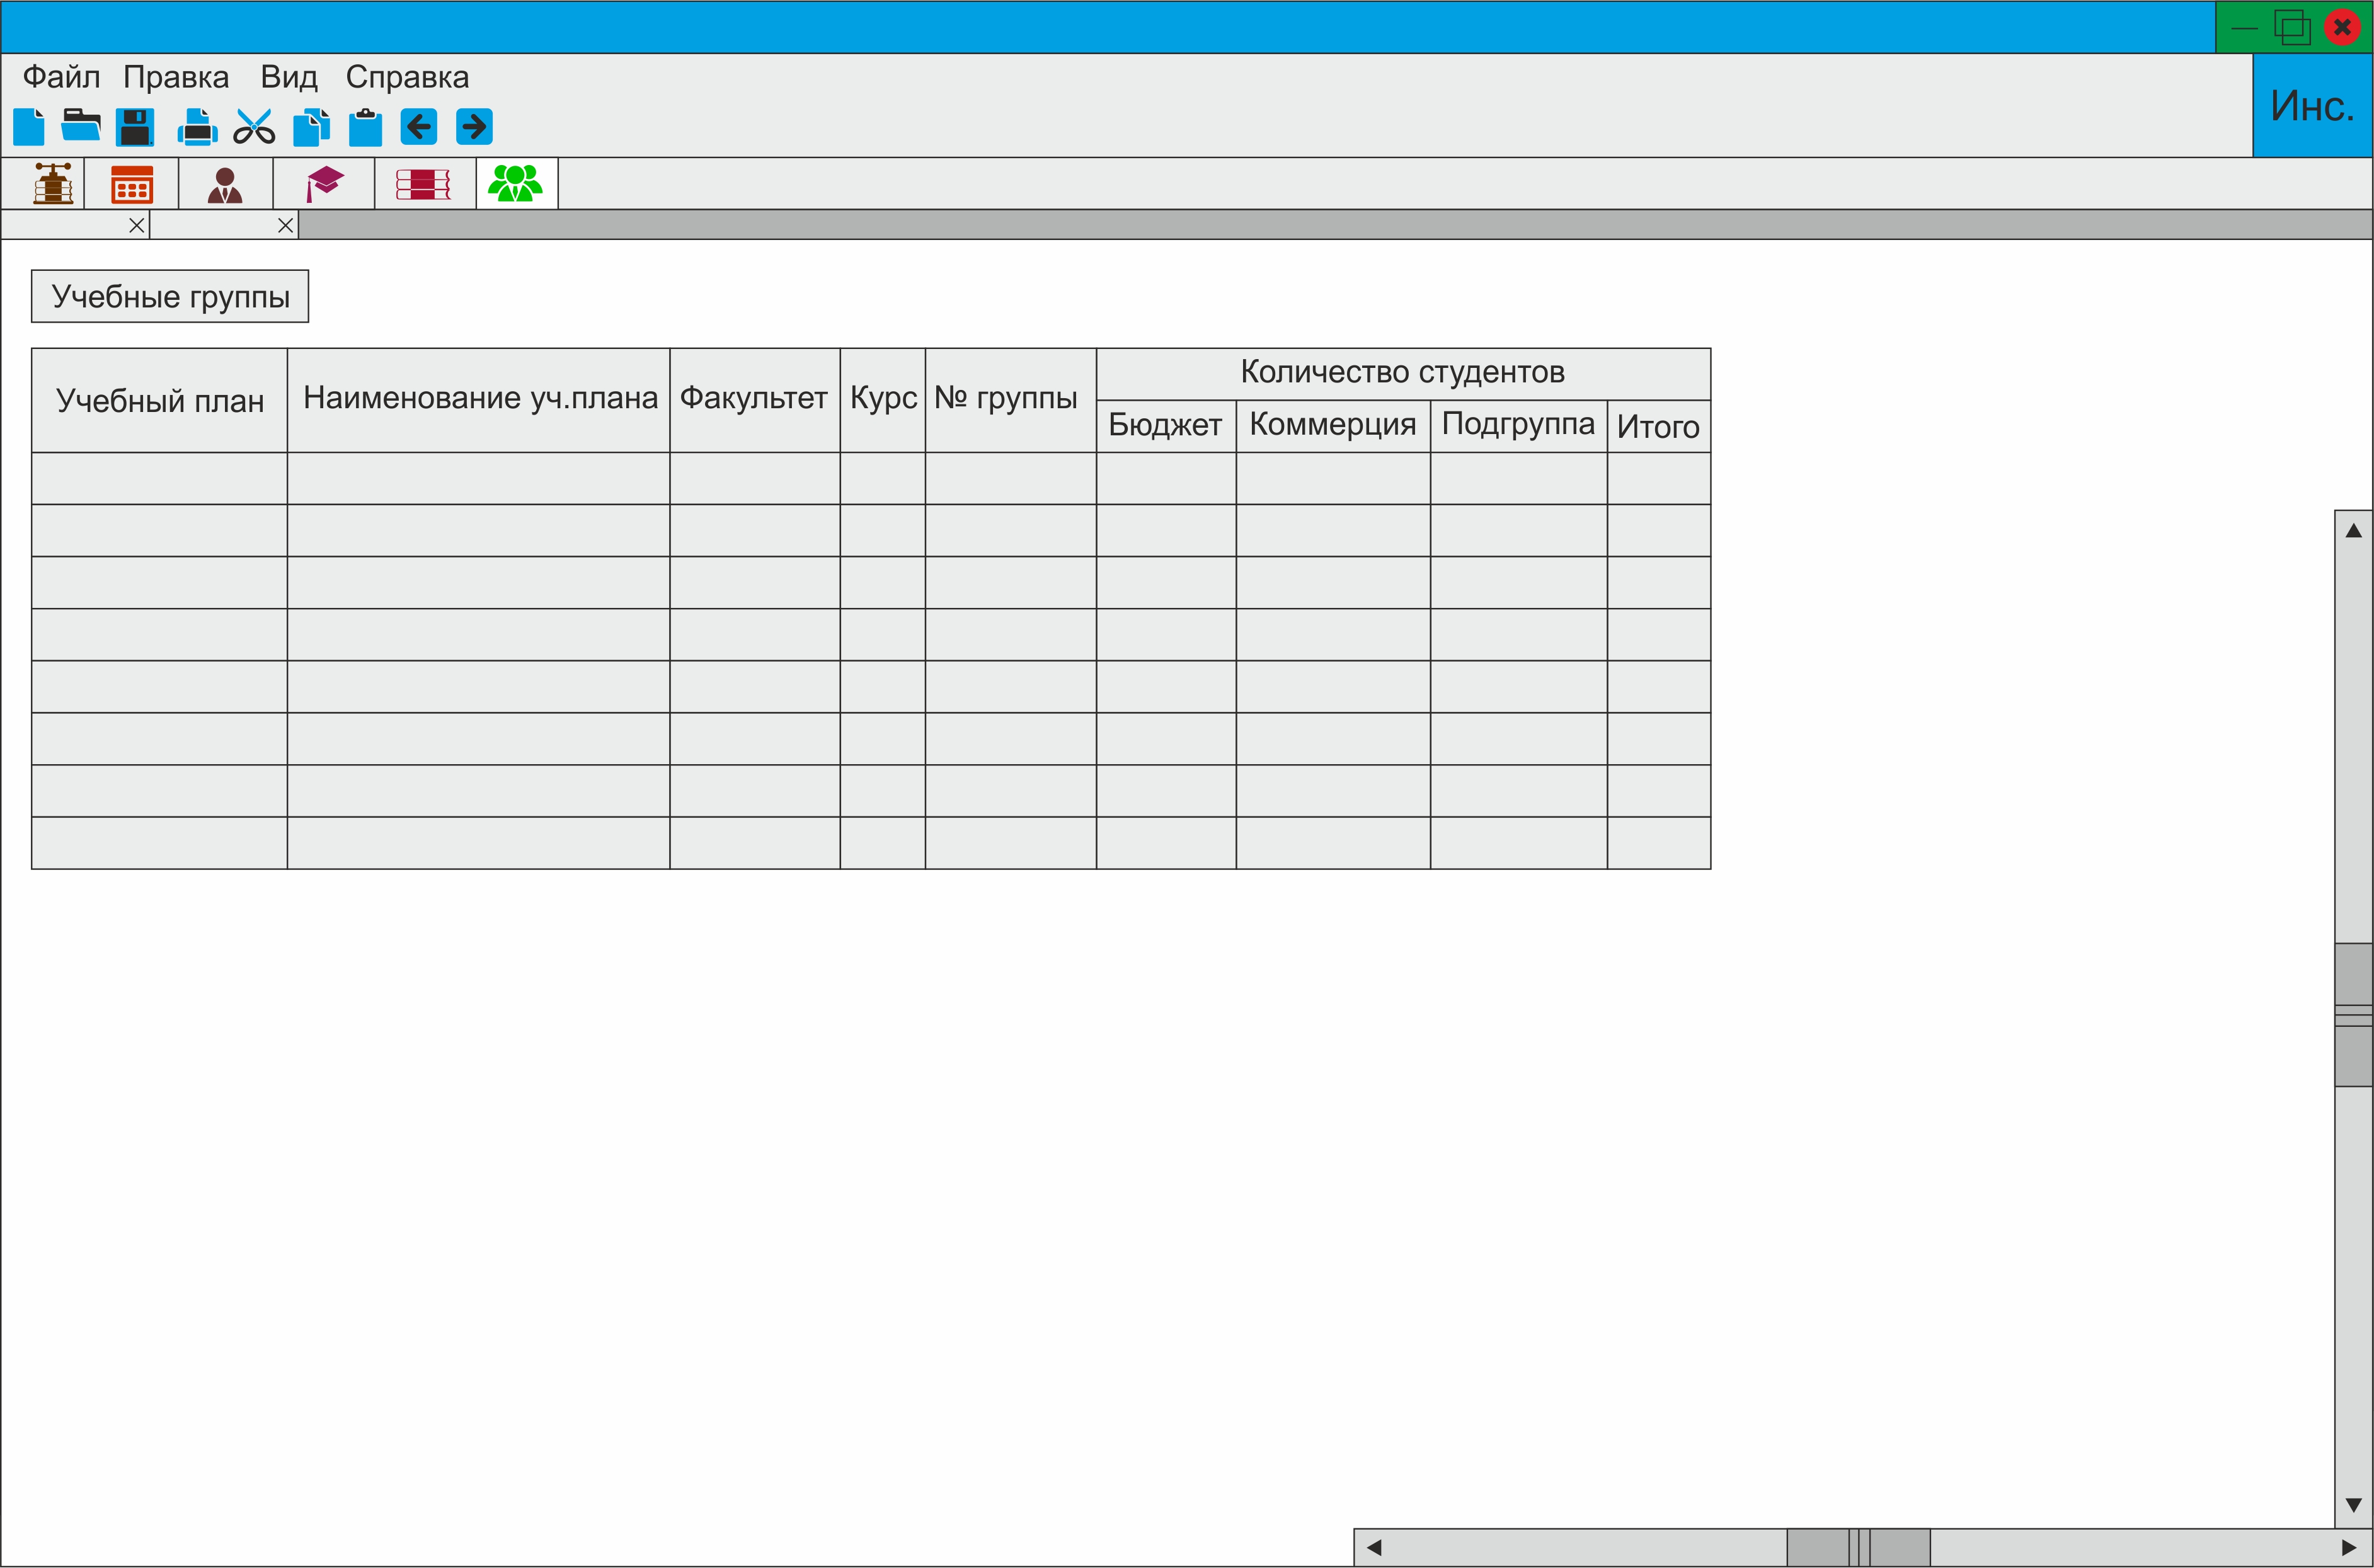 Файл Правка Вид Справка
Инс.
Учебные группы
Учебный план Наименование уч.плана Факультет Курс № группы Количество студентов
Бюджет Коммерция Подгруппа Итого